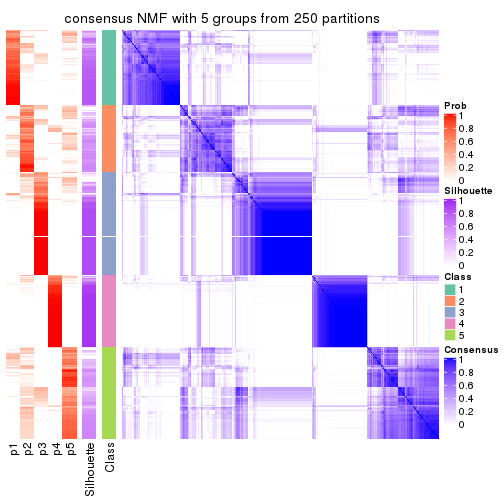 consensus NMF with 5 groups from 250 partitions
Prob
1
0.8
0.6
0.4
0.2
0
Silhouette
1
0.8
0.6
0.4
0.2
0
Class
1
2
3
4
5
Consensus
1
0.8
0.6
0.4
0.2
0
p1
p2
p3
p4
p5
Silhouette
Class